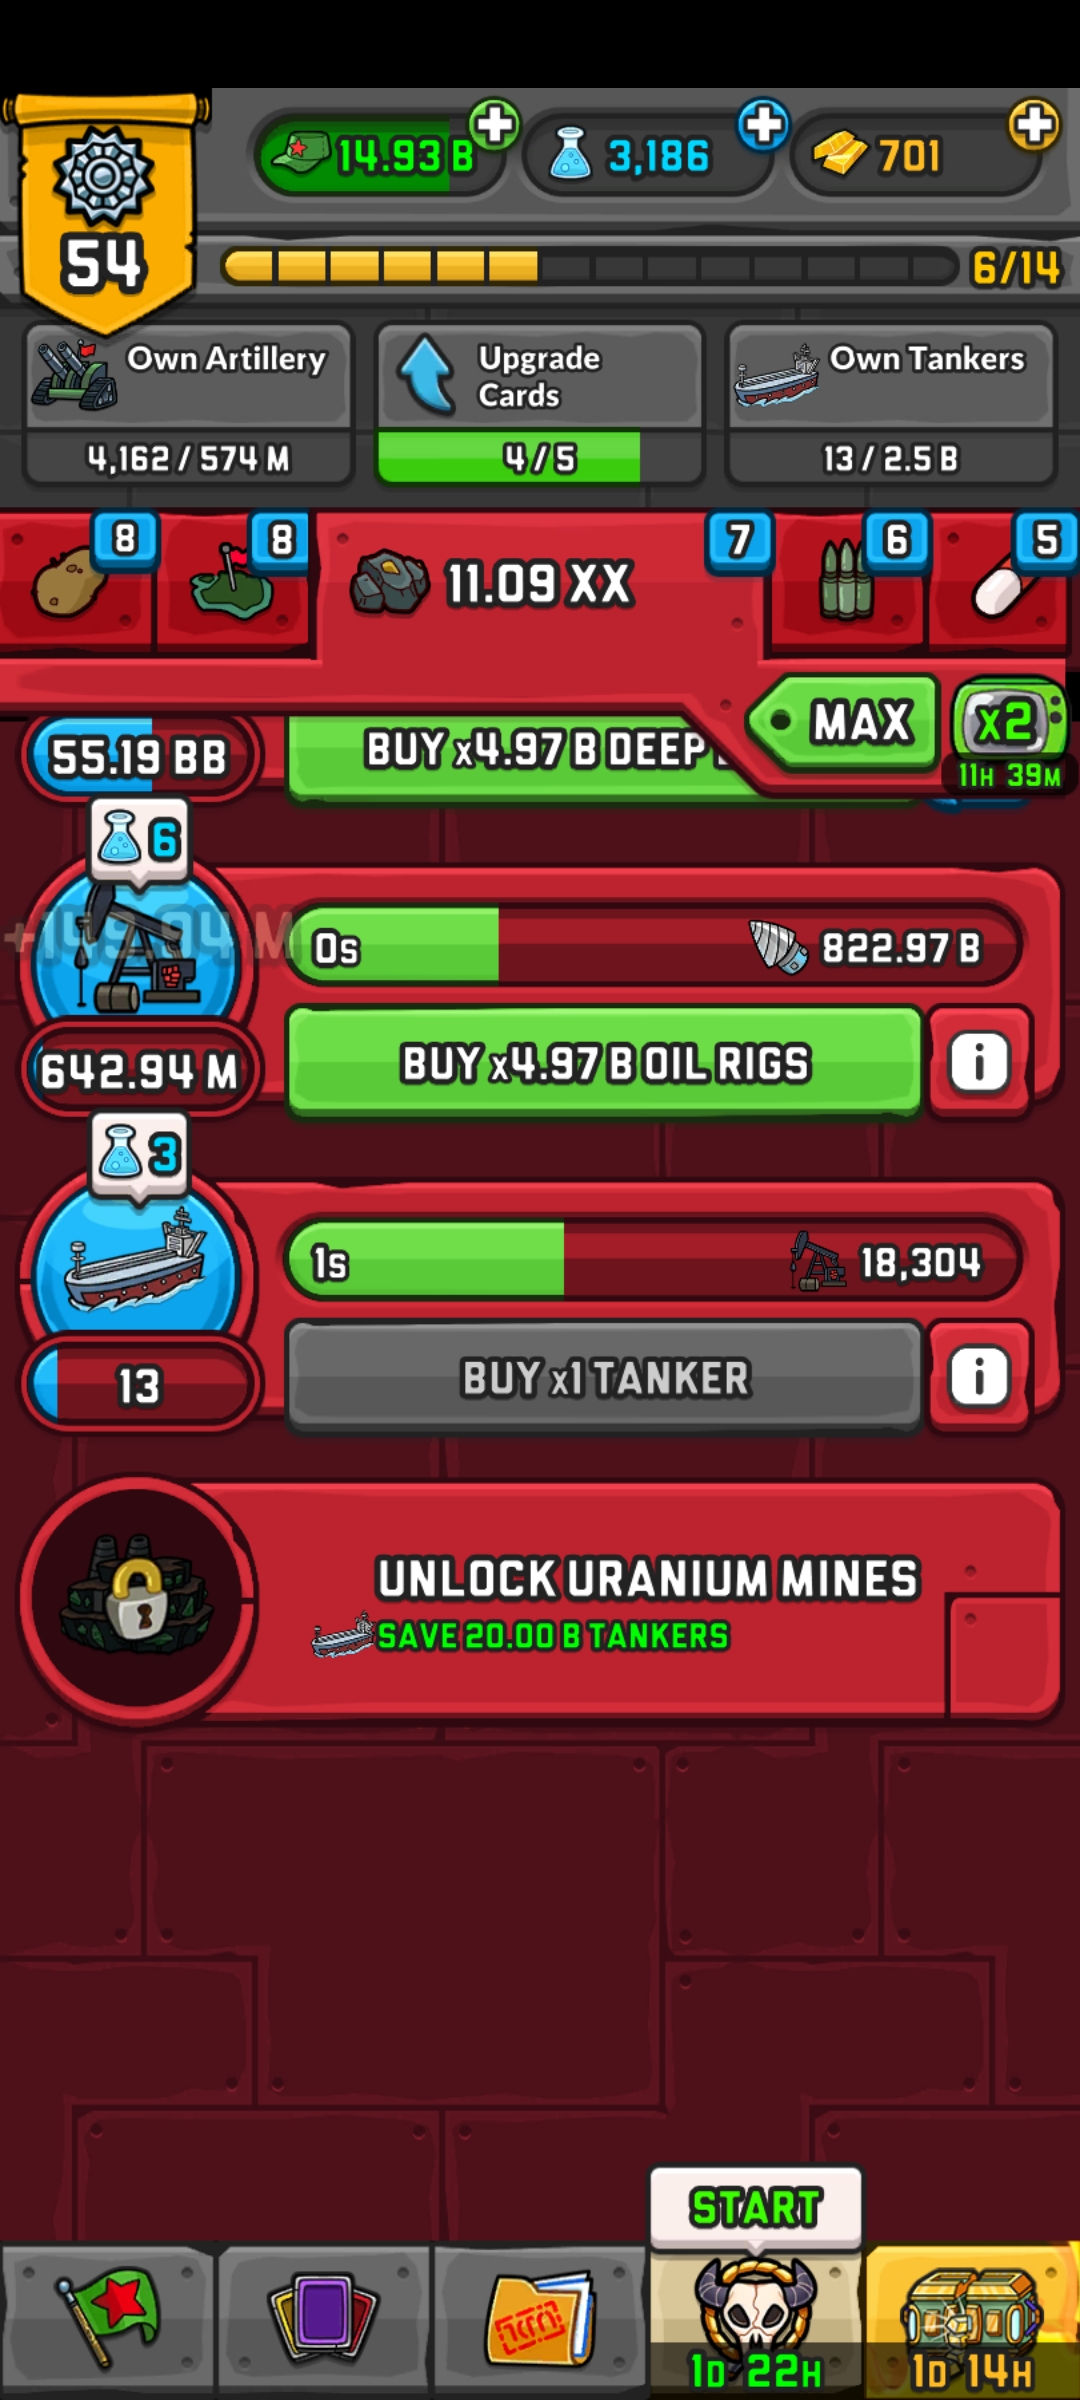 14.93 B
3,186
701
54
6/14
Own Artillery
4,162 / 574 M
Upgrade
Cards
4 / 5
Own Tankers
13 / 2.5 B
8
8
11.09 XX
7
6
5
MAX
x2
11H 39M
55.19 BB
BUY x4.97 B DEEP
6
+149.94 M
0s
822.97 B
642.94 M
BUY x4.97 B OIL RIGS
i
3
1s
18,304
13
BUY x1 TANKER
i
UNLOCK URANIUM MINES
SAVE 20.00 B TANKERS
START
1D 22H
1D 14H